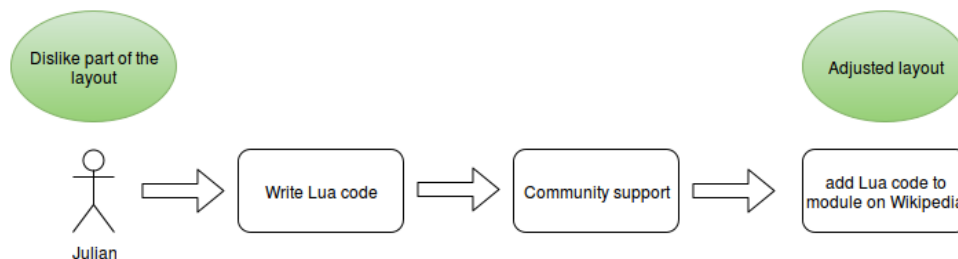 Dislike part of the
layout
Adjusted layout
Write Lua code
Community support
add Lua code to
module on Wikipedia
Julian